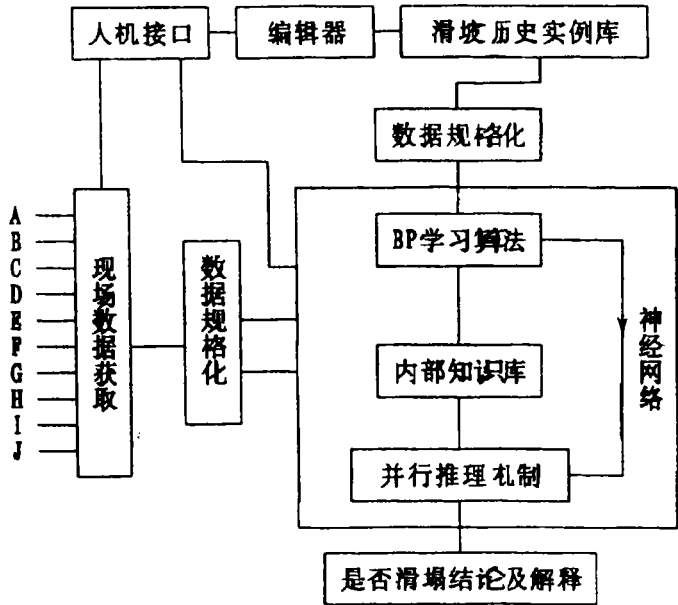 人机接口
编辑器
滑坡历史实例库
数据规格化
BP学习算法
A
B
C
D
E
F
G
H
I
J
现场数据获取
数据规格化
神经网络
内部知识库
并行推理札制
是否滑塌结论及解释